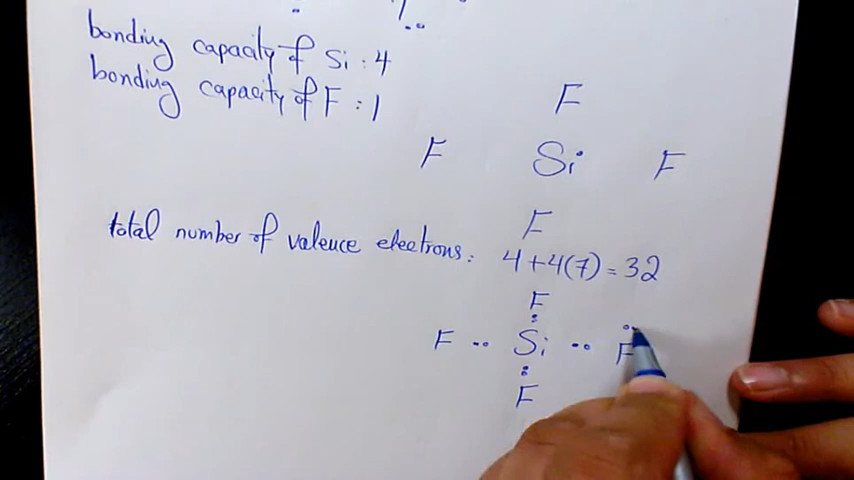 bonding capacity of Si : 4
bonding capacity of F : 1
F
F Si F
F
total number of valence electrons: 4+4(7)=32
F
F Si F
F